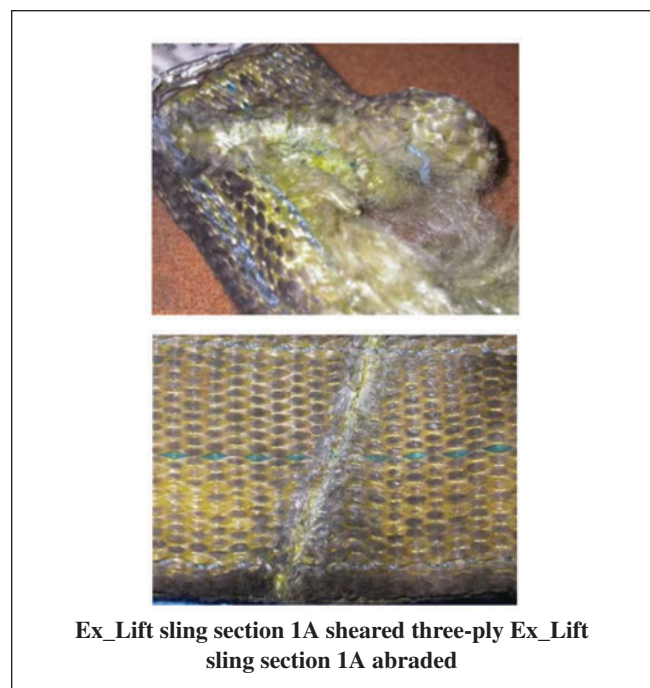 Ex_Lift sling section 1A sheared three-ply Ex_Lift
sling section 1A abraded